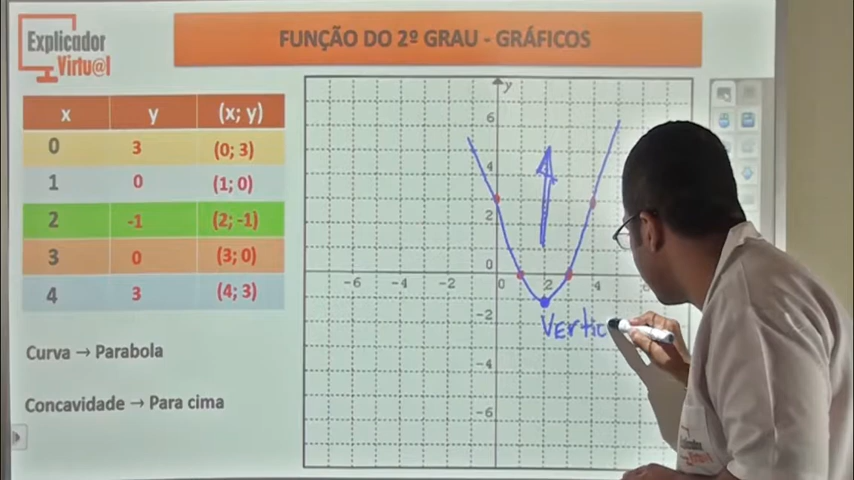 Explicador
Virtu@l
FUNÇÃO DO 2º GRAU - GRÁFICOS
x y (x; y)
0 3 (0; 3)
1 0 (1; 0)
2 -1 (2; -1)
3 0 (3; 0)
4 3 (4; 3)
Curva → Parabola
Concavidade → Para cima
y
6
4
2
0
-6 -4 -2 0 2 4
-2
-4
-6
Vertic